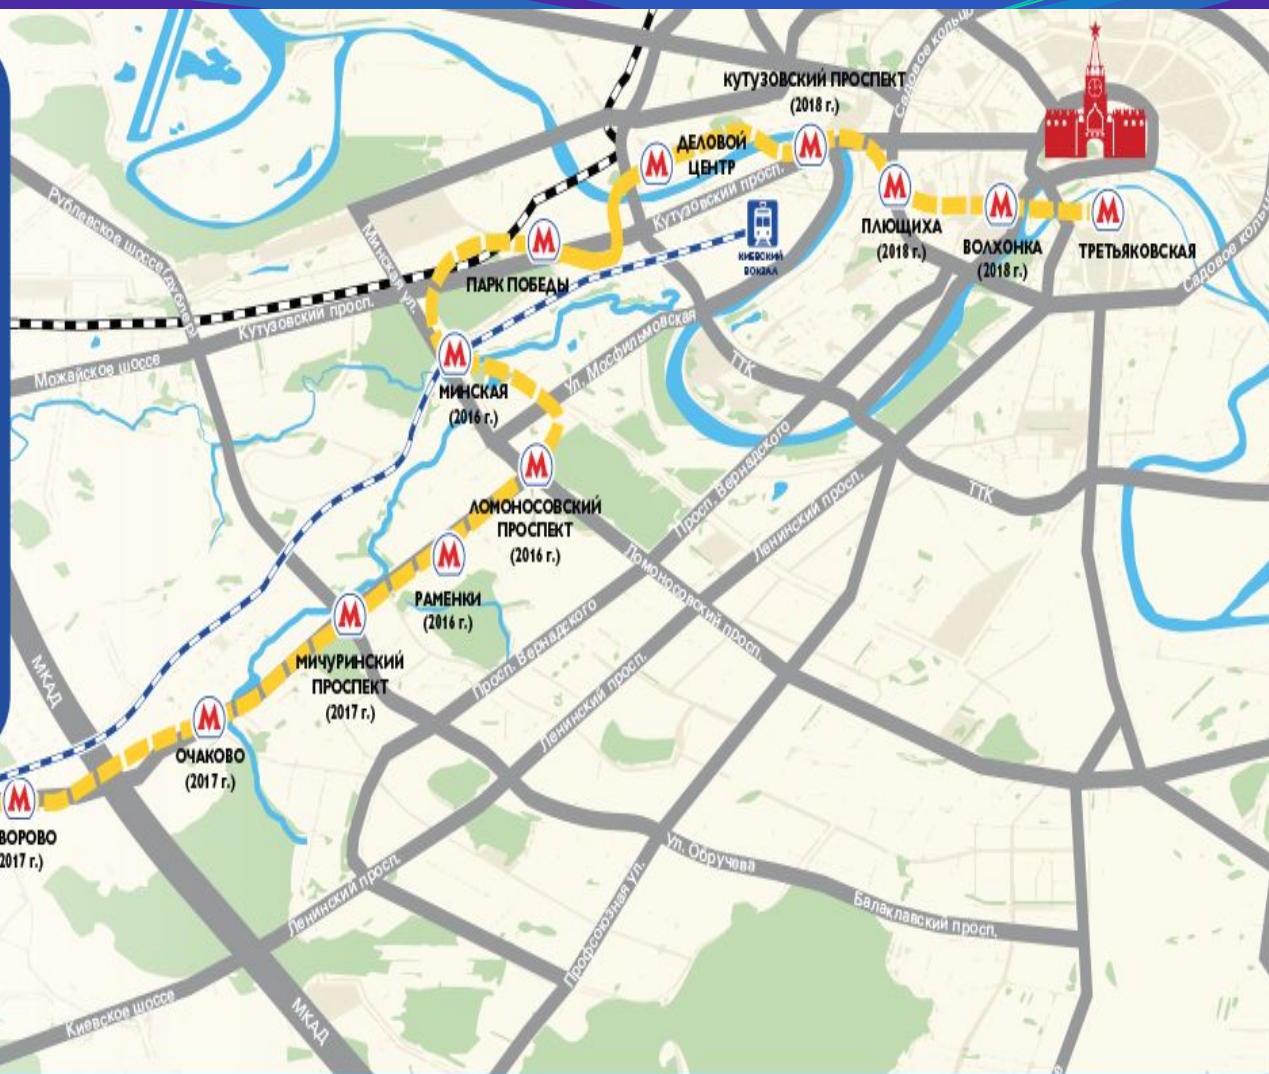 Садовое кольцо
КУТУЗОВСКИЙ ПРОСПЕКТ
(2018 г.)
ДЕЛОВОЙ
ЦЕНТР
Кутузовский просп.
Рублевское шоссе (дублер)
Минская ул.
ПЛЮЩИХА
(2018 г.)
ВОЛХОНКА
(2018 г.)
ТРЕТЬЯКОВСКАЯ
Садовое кольцо
КИЕВСКИЙ
ВОКЗАЛ
ПАРК ПОБЕДЫ
Кутузовский просп.
Можайское шоссе
Ул. Мосфильмовская
ТТК
МИНСКАЯ
(2016 г.)
ЛОМОНОСОВСКИЙ
ПРОСПЕКТ
(2016 г.)
Просп. Вернадского
Ленинский просп.
ТТК
Ломоносовский просп.
РАМЕНКИ
(2016 г.)
МИЧУРИНСКИЙ
ПРОСПЕКТ
(2017 г.)
Просп. Вернадского
Ленинский просп.
МКАД
ОЧАКОВО
(2017 г.)
ВОРОВО
2017 г.)
Ленинский просп.
Профсоюзная ул.
Ул. Обручева
Балаклавский просп.
Киевское шоссе
МКАД